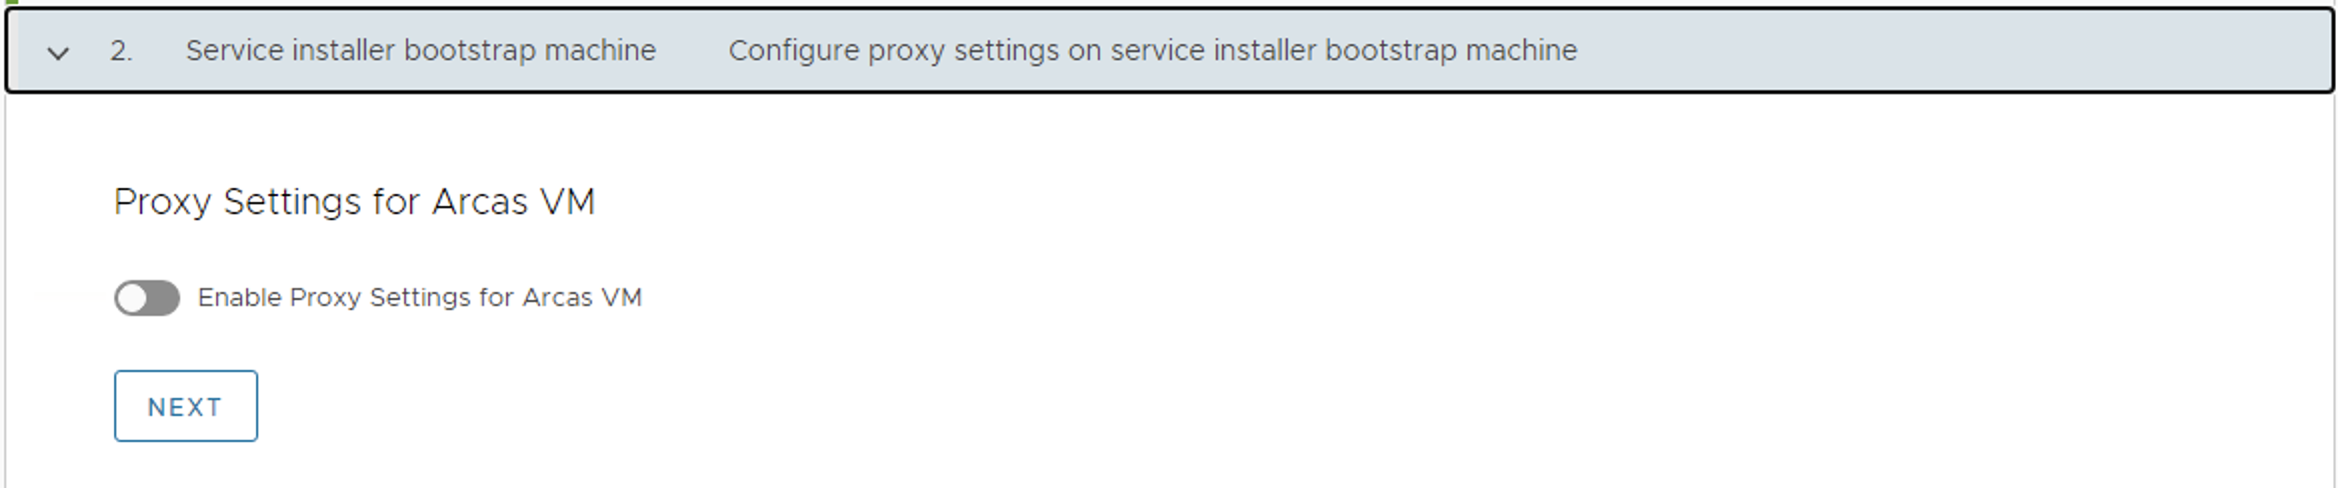 2. Service installer bootstrap machine Configure proxy settings on service installer bootstrap machine
Proxy Settings for Arcas VM
Enable Proxy Settings for Arcas VM
NEXT